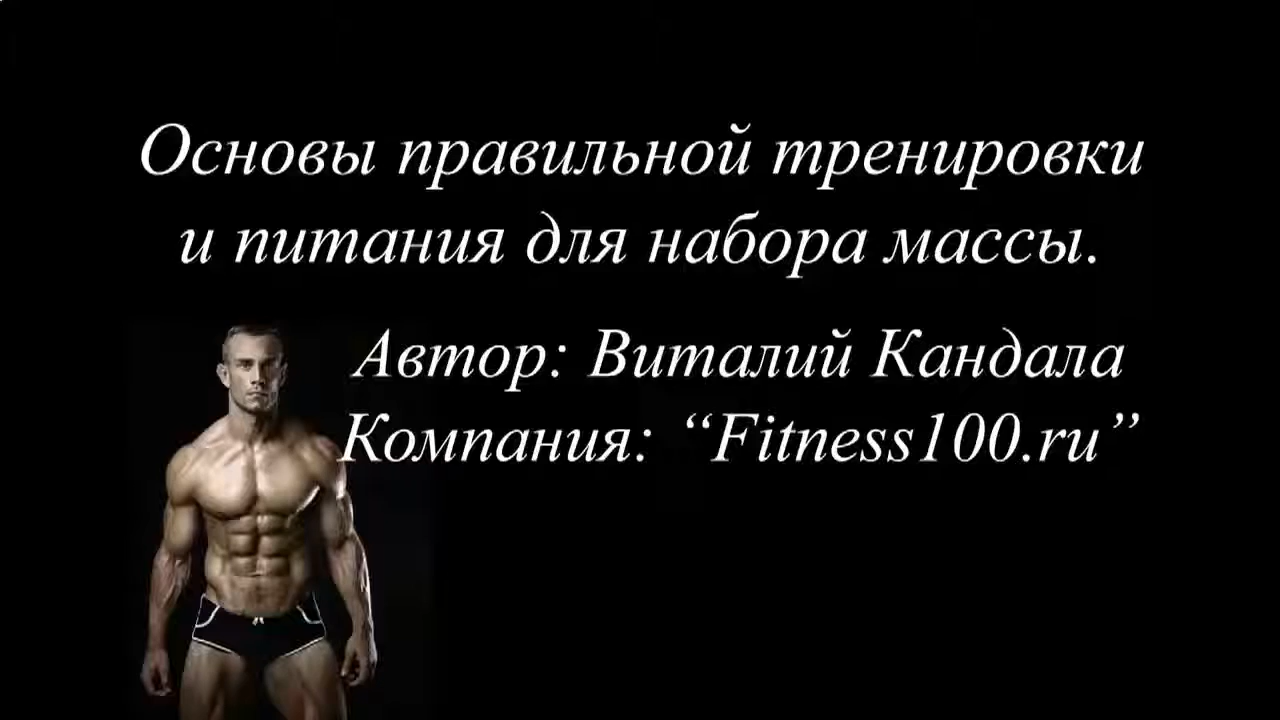 Основы правильной тренировки
и питания для набора массы.
Автор: Виталий Кандала
Компания: “Fitness100.ru”